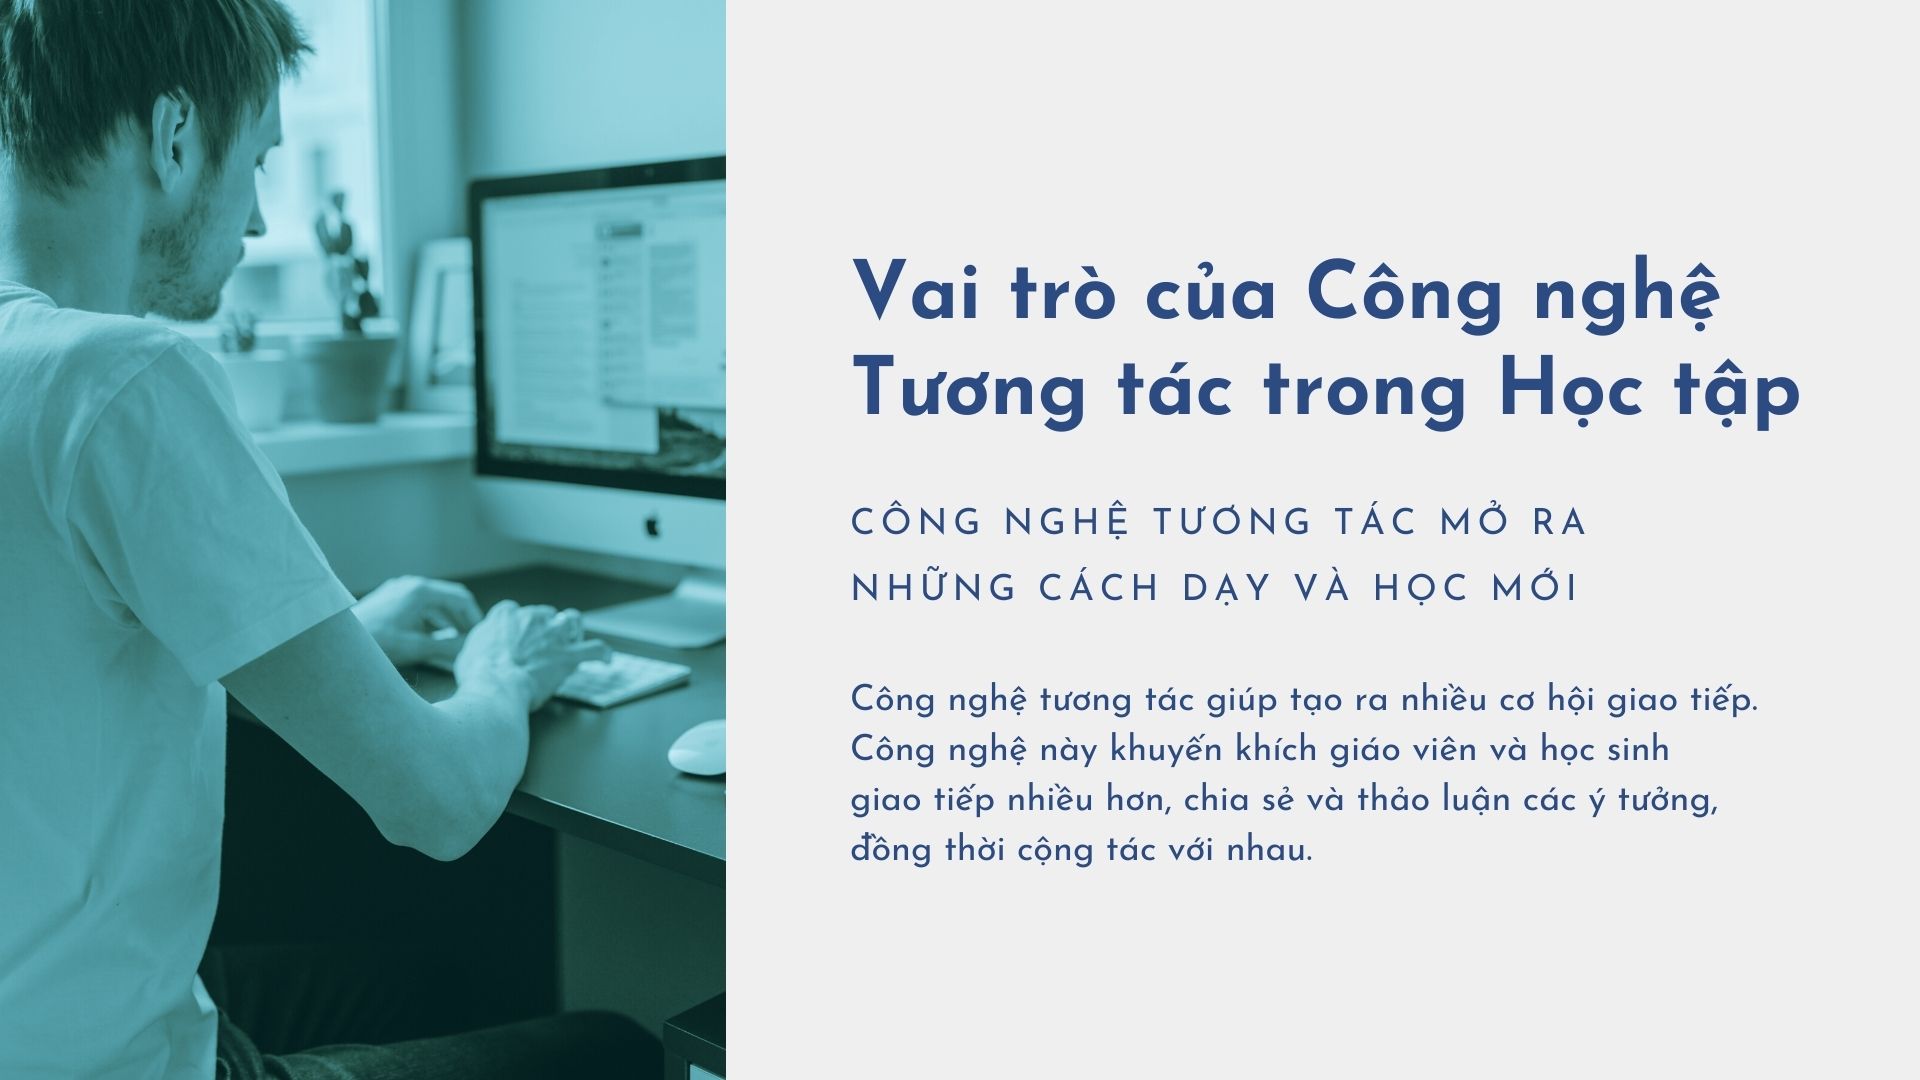 Vai trò của Công nghệ
Tương tác trong Học tập
CÔNG NGHỆ TƯƠNG TÁC MỞ RA
NHỮNG CÁCH DẠY VÀ HỌC MỚI
Công nghệ tương tác giúp tạo ra nhiều cơ hội giao tiếp.
Công nghệ này khuyến khích giáo viên và học sinh
giao tiếp nhiều hơn, chia sẻ và thảo luận các ý tưởng,
đồng thời cộng tác với nhau.